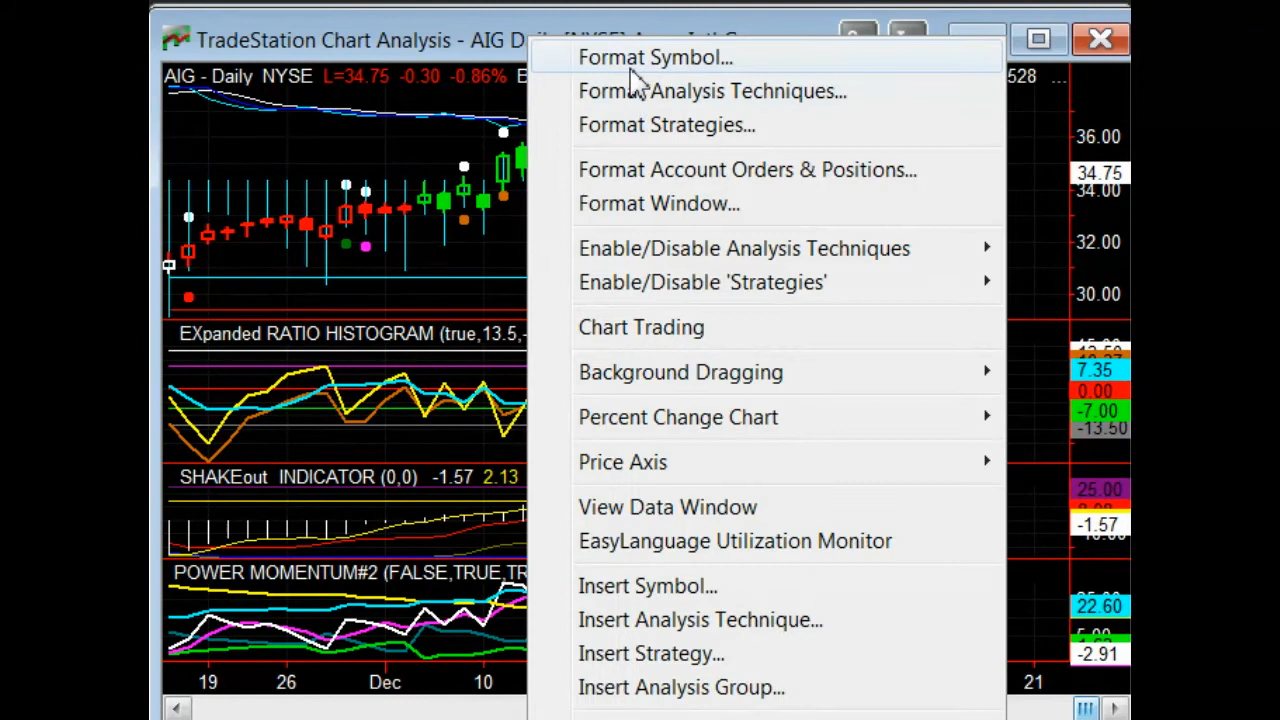 TradeStation Chart Analysis - AIG D
AIG - Daily NYSE L=34.75 -0.30 -0.86%
528 ...
Format Symbol...
Format Analysis Techniques...
Format Strategies...
Format Account Orders & Positions...
Format Window...
Enable/Disable Analysis Techniques
Enable/Disable 'Strategies'
Chart Trading
Background Dragging
Percent Change Chart
Price Axis
View Data Window
EasyLanguage Utilization Monitor
Insert Symbol...
Insert Analysis Technique...
Insert Strategy...
Insert Analysis Group...
36.00
34.75
34.00
32.00
30.00
EXpanded RATIO HISTOGRAM (true,13.5,-
7.35
0.00
-7.00
-13.50
SHAKEout INDICATOR (0,0) -1.57 2.13
25.00
-1.57
POWER MOMENTUM#2 (FALSE,TRUE,TR
22.60
-2.91
19 26 Dec 10 21